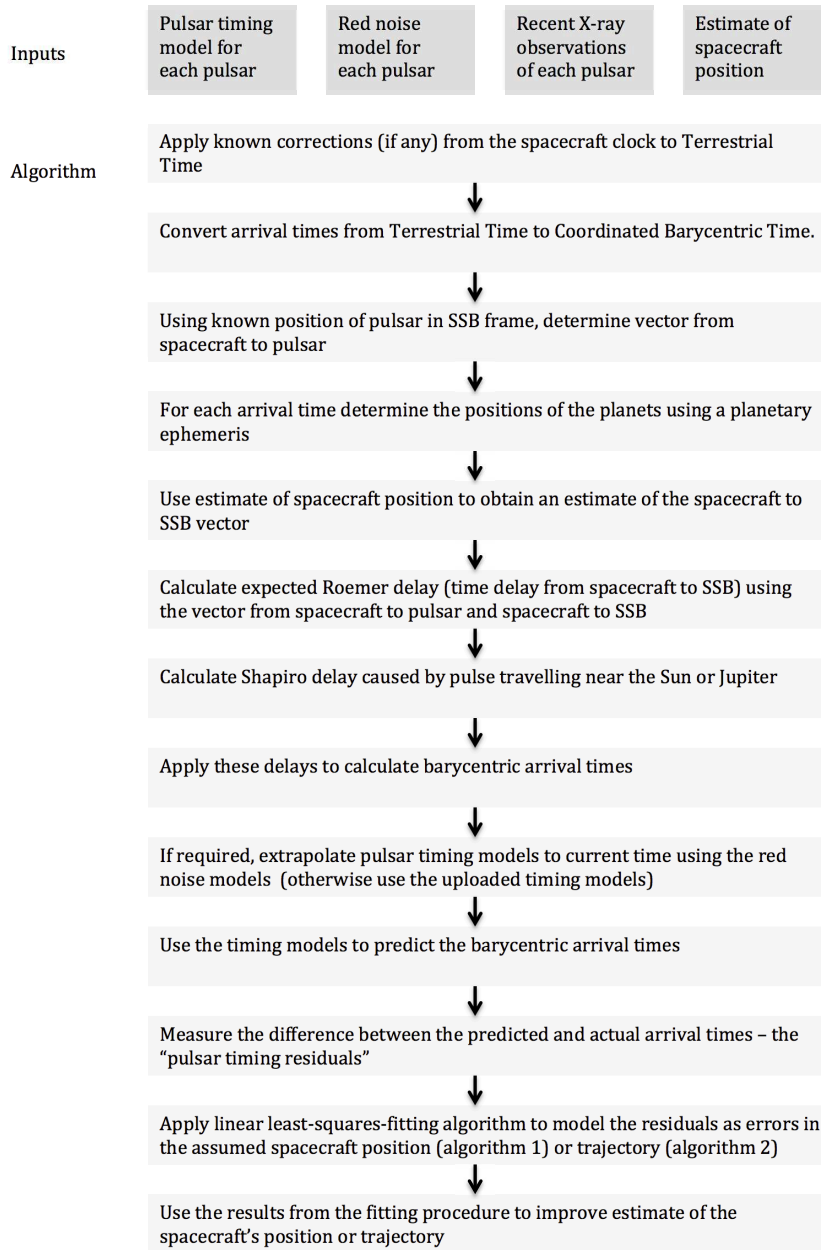 Inputs
Pulsar timing
model for
each pulsar
Red noise
model for
each pulsar
Recent X-ray
observations
of each pulsar
Estimate of
spacecraft
position
Algorithm
Apply known corrections (if any) from the spacecraft clock to Terrestrial
Time
Convert arrival times from Terrestrial Time to Coordinated Barycentric Time.
Using known position of pulsar in SSB frame, determine vector from
spacecraft to pulsar
For each arrival time determine the positions of the planets using a planetary
ephemeris
Use estimate of spacecraft position to obtain an estimate of the spacecraft to
SSB vector
Calculate expected Roemer delay (time delay from spacecraft to SSB) using
the vector from spacecraft to pulsar and spacecraft to SSB
Calculate Shapiro delay caused by pulse travelling near the Sun or Jupiter
Apply these delays to calculate barycentric arrival times
If required, extrapolate pulsar timing models to current time using the red
noise models  (otherwise use the uploaded timing models)
Use the timing models to predict the barycentric arrival times
Measure the difference between the predicted and actual arrival times – the
“pulsar timing residuals”
Apply linear least-squares-fitting algorithm to model the residuals as errors in
the assumed spacecraft position (algorithm 1) or trajectory (algorithm 2)
Use the results from the fitting procedure to improve estimate of the
spacecraft’s position or trajectory